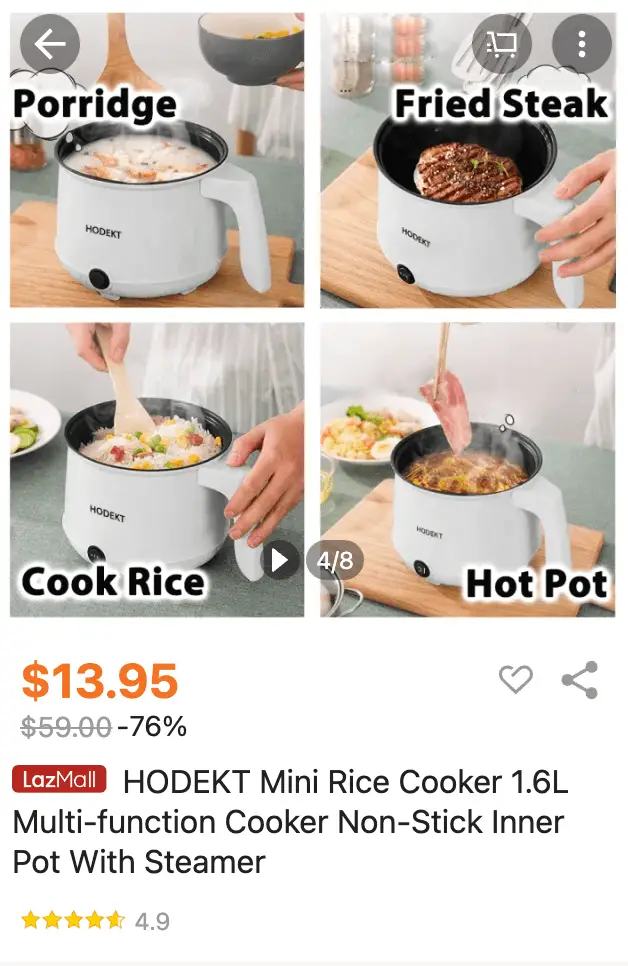 Porridge
Fried Steak
HODEKT
HODEKT
HODEKT
HODEKT
Cook Rice
4/8
Hot Pot
$13.95
$59.00 -76%
LazMall HODEKT Mini Rice Cooker 1.6L
Multi-function Cooker Non-Stick Inner
Pot With Steamer
4.9